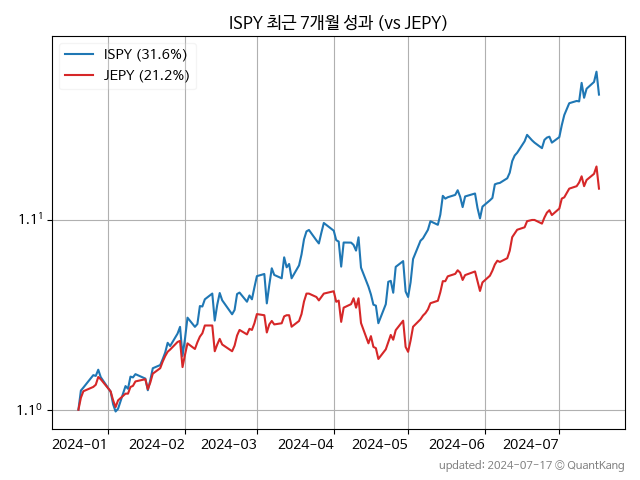 ISPY 최근 7개월 성과 (vs JEPY)
ISPY (31.6%)
JEPY (21.2%)
1.1¹
1.1⁰
2024-01 2024-02 2024-03 2024-04 2024-05 2024-06 2024-07
updated: 2024-07-17 © QuantKang